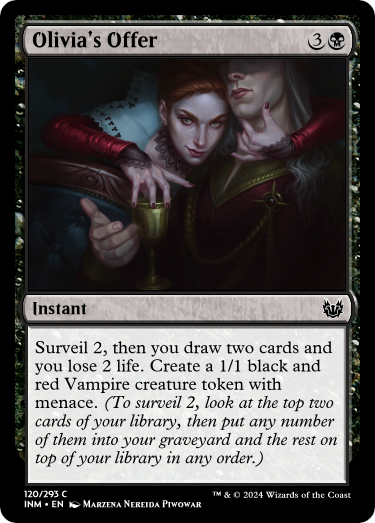 Olivia's Offer 3
Instant
Surveil 2, then you draw two cards and
you lose 2 life. Create a 1/1 black and
red Vampire creature token with
menace. (To surveil 2, look at the top two
cards of your library, then put any number
of them into your graveyard and the rest on
top of your library in any order.)
120/293 C
INM • EN Marzena Nereida Piwowar ™ & © 2024 Wizards of the Coast